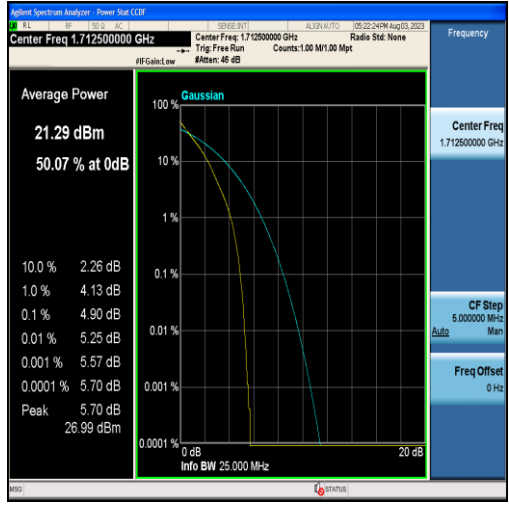 Agilent Spectrum Analyzer - Power Stat CCDF
RL RF 50 Ω AC SENSE:INT ALIGN AUTO 05:22:24 PM Aug 03, 2023
Center Freq 1.712500000 GHz
Center Freq: 1.712500000 GHz Radio Std: None
Trig: Free Run Counts:1.00 M/1.00 Mpt
#IFGain:Low #Atten: 46 dB
Frequency
Average Power
21.29 dBm
50.07 % at 0dB
10.0 % 2.26 dB
1.0 % 4.13 dB
0.1 % 4.90 dB
0.01 % 5.25 dB
0.001 % 5.57 dB
0.0001 % 5.70 dB
Peak 5.70 dB
26.99 dBm
Gaussian
100 %
10 %
1 %
0.1 %
0.01 %
0.001 %
0.0001 %
0 dB 20 dB
Info BW 25.000 MHz
Center Freq
1.712500000 GHz
CF Step
5.000000 MHz
Auto Man
Freq Offset
0 Hz
MSG STATUS